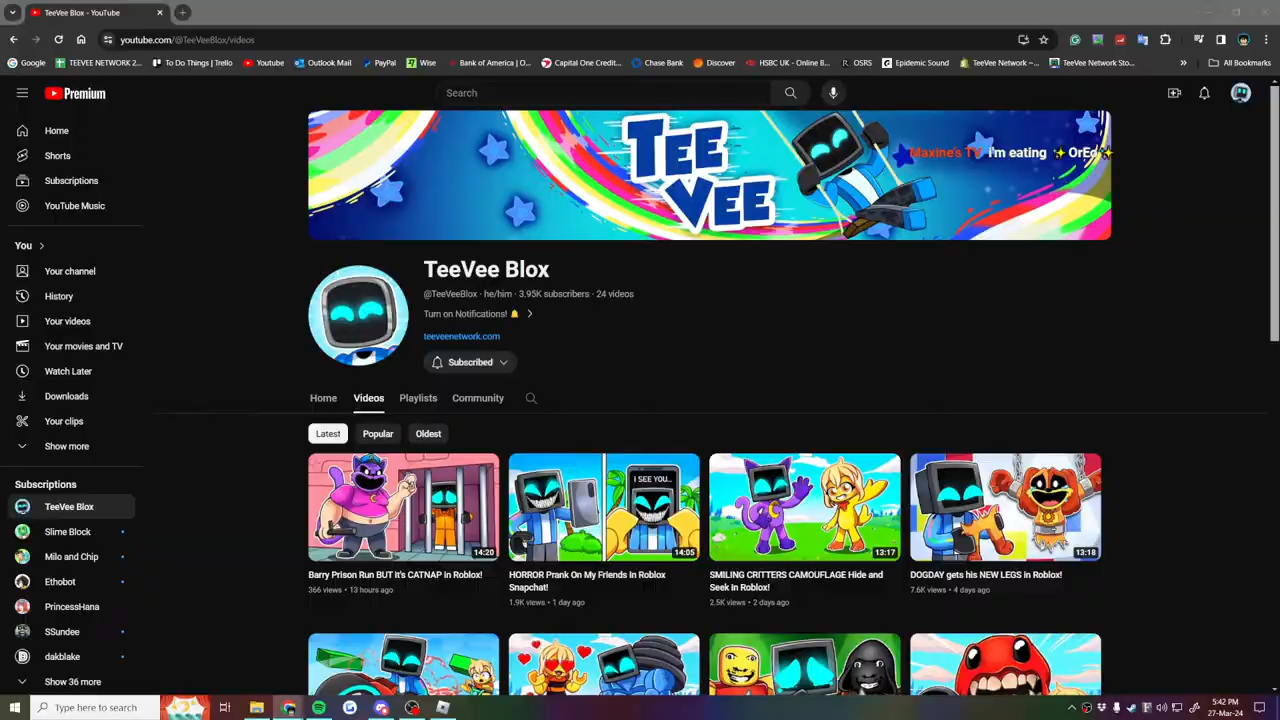 TeeVee Blox - YouTube
youtube.com/@TeeVeeBlox/videos
Google
TEEVEE NETWORK 2...
To Do Things | Trello
Youtube
Outlook Mail
PayPal
Wise
Bank of America | O...
Capital One Credit...
Chase Bank
Discover
HSBC UK - Online B...
OSRS
Epidemic Sound
TeeVee Network –...
TeeVee Network Sto...
All Bookmarks
Premium
Search
Home
Shorts
Subscriptions
YouTube Music
You
Your channel
History
Your videos
Your movies and TV
Watch Later
Downloads
Your clips
Show more
Subscriptions
TeeVee Blox
Slime Block
Milo and Chip
Ethobot
PrincessHana
SSundee
dakblake
Show 36 more
TEE
VEE
Maxine's TV I'm eating ✨OrEd✨
TeeVee Blox
@TeeVeeBlox · he/him · 3.95K subscribers · 24 videos
Turn on Notifications! 🔔
teeveenetwork.com
Subscribed
Home
Videos
Playlists
Community
Latest
Popular
Oldest
14:20
I SEE YOU...
14:05
13:17
13:18
Barry Prison Run BUT It's CATNAP In Roblox!
366 views · 13 hours ago
HORROR Prank On My Friends In Roblox Snapchat!
1.9K views · 1 day ago
SMILING CRITTERS CAMOUFLAGE Hide and Seek In Roblox!
2.5K views · 2 days ago
DOGDAY gets his NEW LEGS In Roblox!
7.6K views · 4 days ago
Type here to search
5:42 PM
27-Mar-24